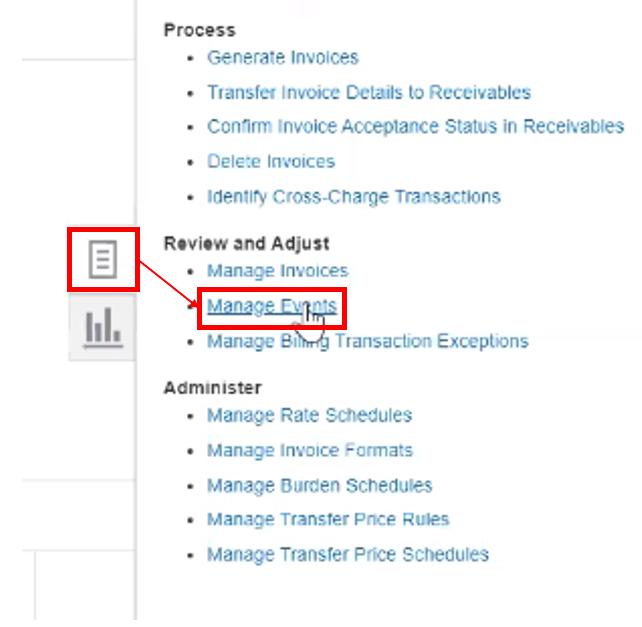 Process
Generate Invoices
Transfer Invoice Details to Receivables
Confirm Invoice Acceptance Status in Receivables
Delete Invoices
Identify Cross-Charge Transactions
Review and Adjust
Manage Invoices
Manage Events
Manage Billing Transaction Exceptions
Administer
Manage Rate Schedules
Manage Invoice Formats
Manage Burden Schedules
Manage Transfer Price Rules
Manage Transfer Price Schedules